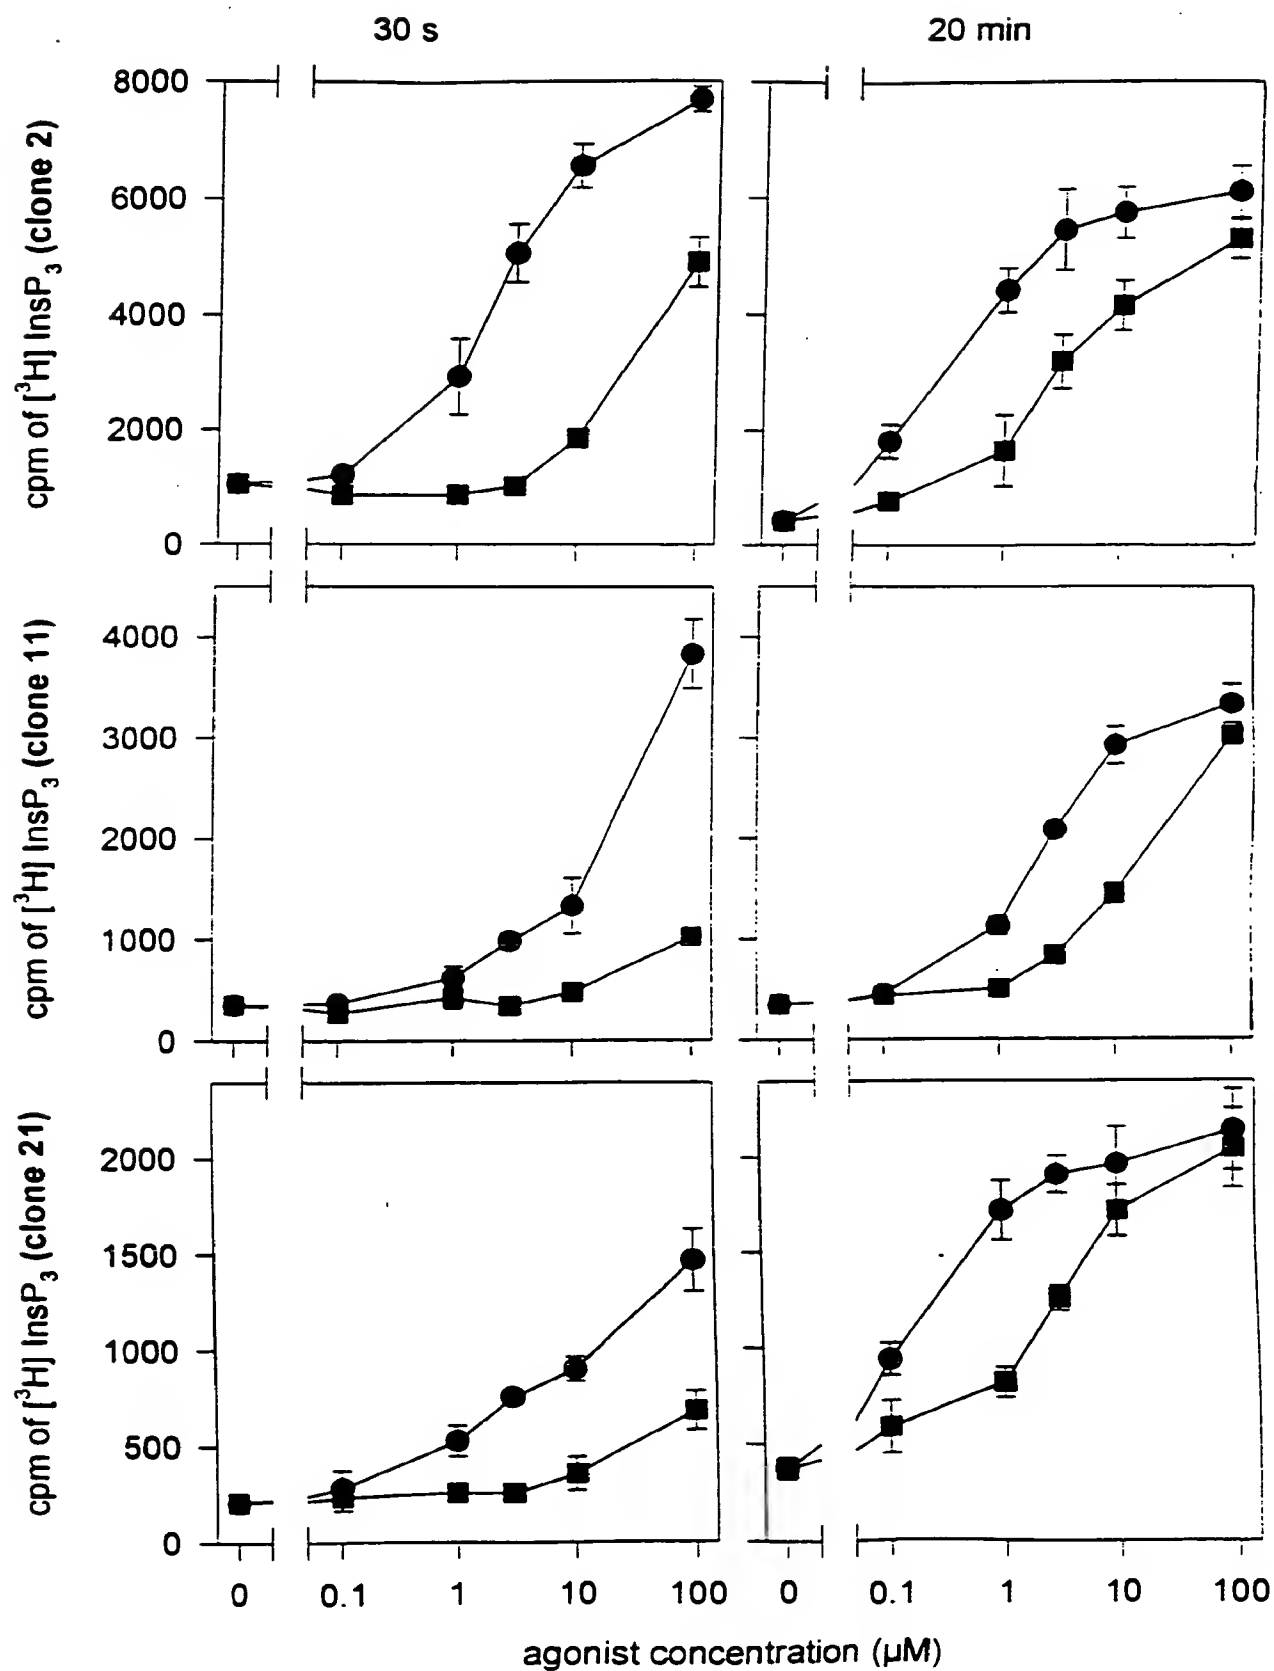 30 s 20 min
cpm of [³H] InsP₃ (clone 2)
8000
6000
4000
2000
0
cpm of [³H] InsP₃ (clone 11)
4000
3000
2000
1000
0
cpm of [³H] InsP₃ (clone 21)
2000
1500
1000
500
0
0 0.1 1 10 100 0 0.1 1 10 100
agonist concentration (µM)